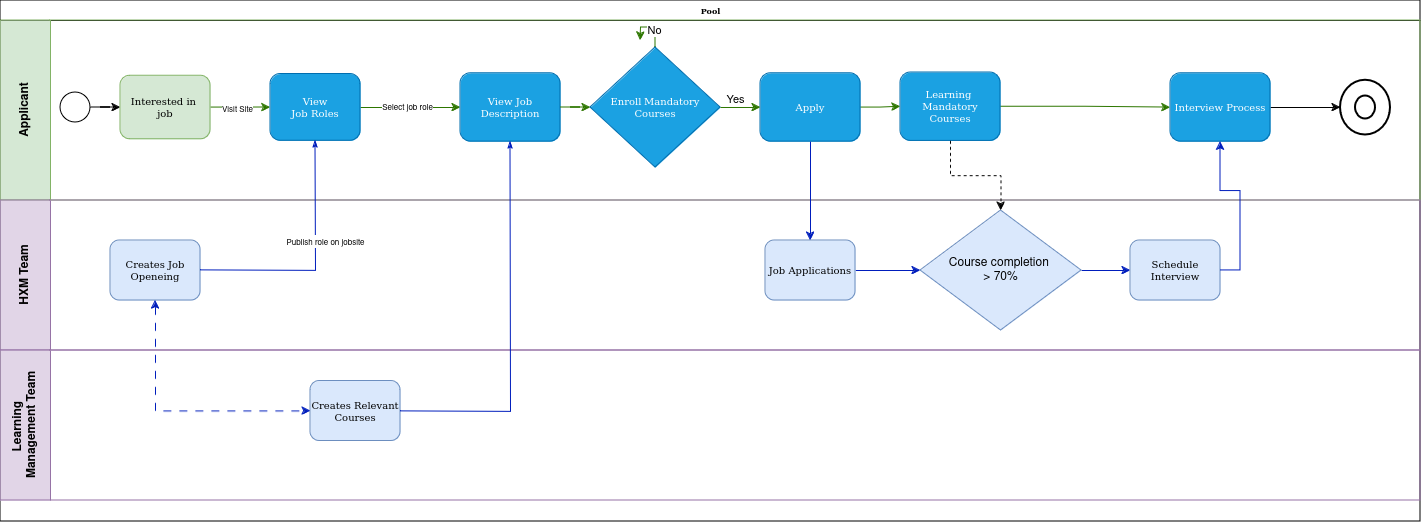 Pool
Applicant
No
Interested in
job
Visit Site
View
Job Roles
Select job role
View Job
Description
Enroll Mandatory
Courses
Yes
Apply
Learning
Mandatory
Courses
Interview Process
HXM Team
Publish role on jobsite
Creates Job
Openeing
Job Applications
Course completion
> 70%
Schedule
Interview
Learning
Management Team
Creates Relevant
Courses